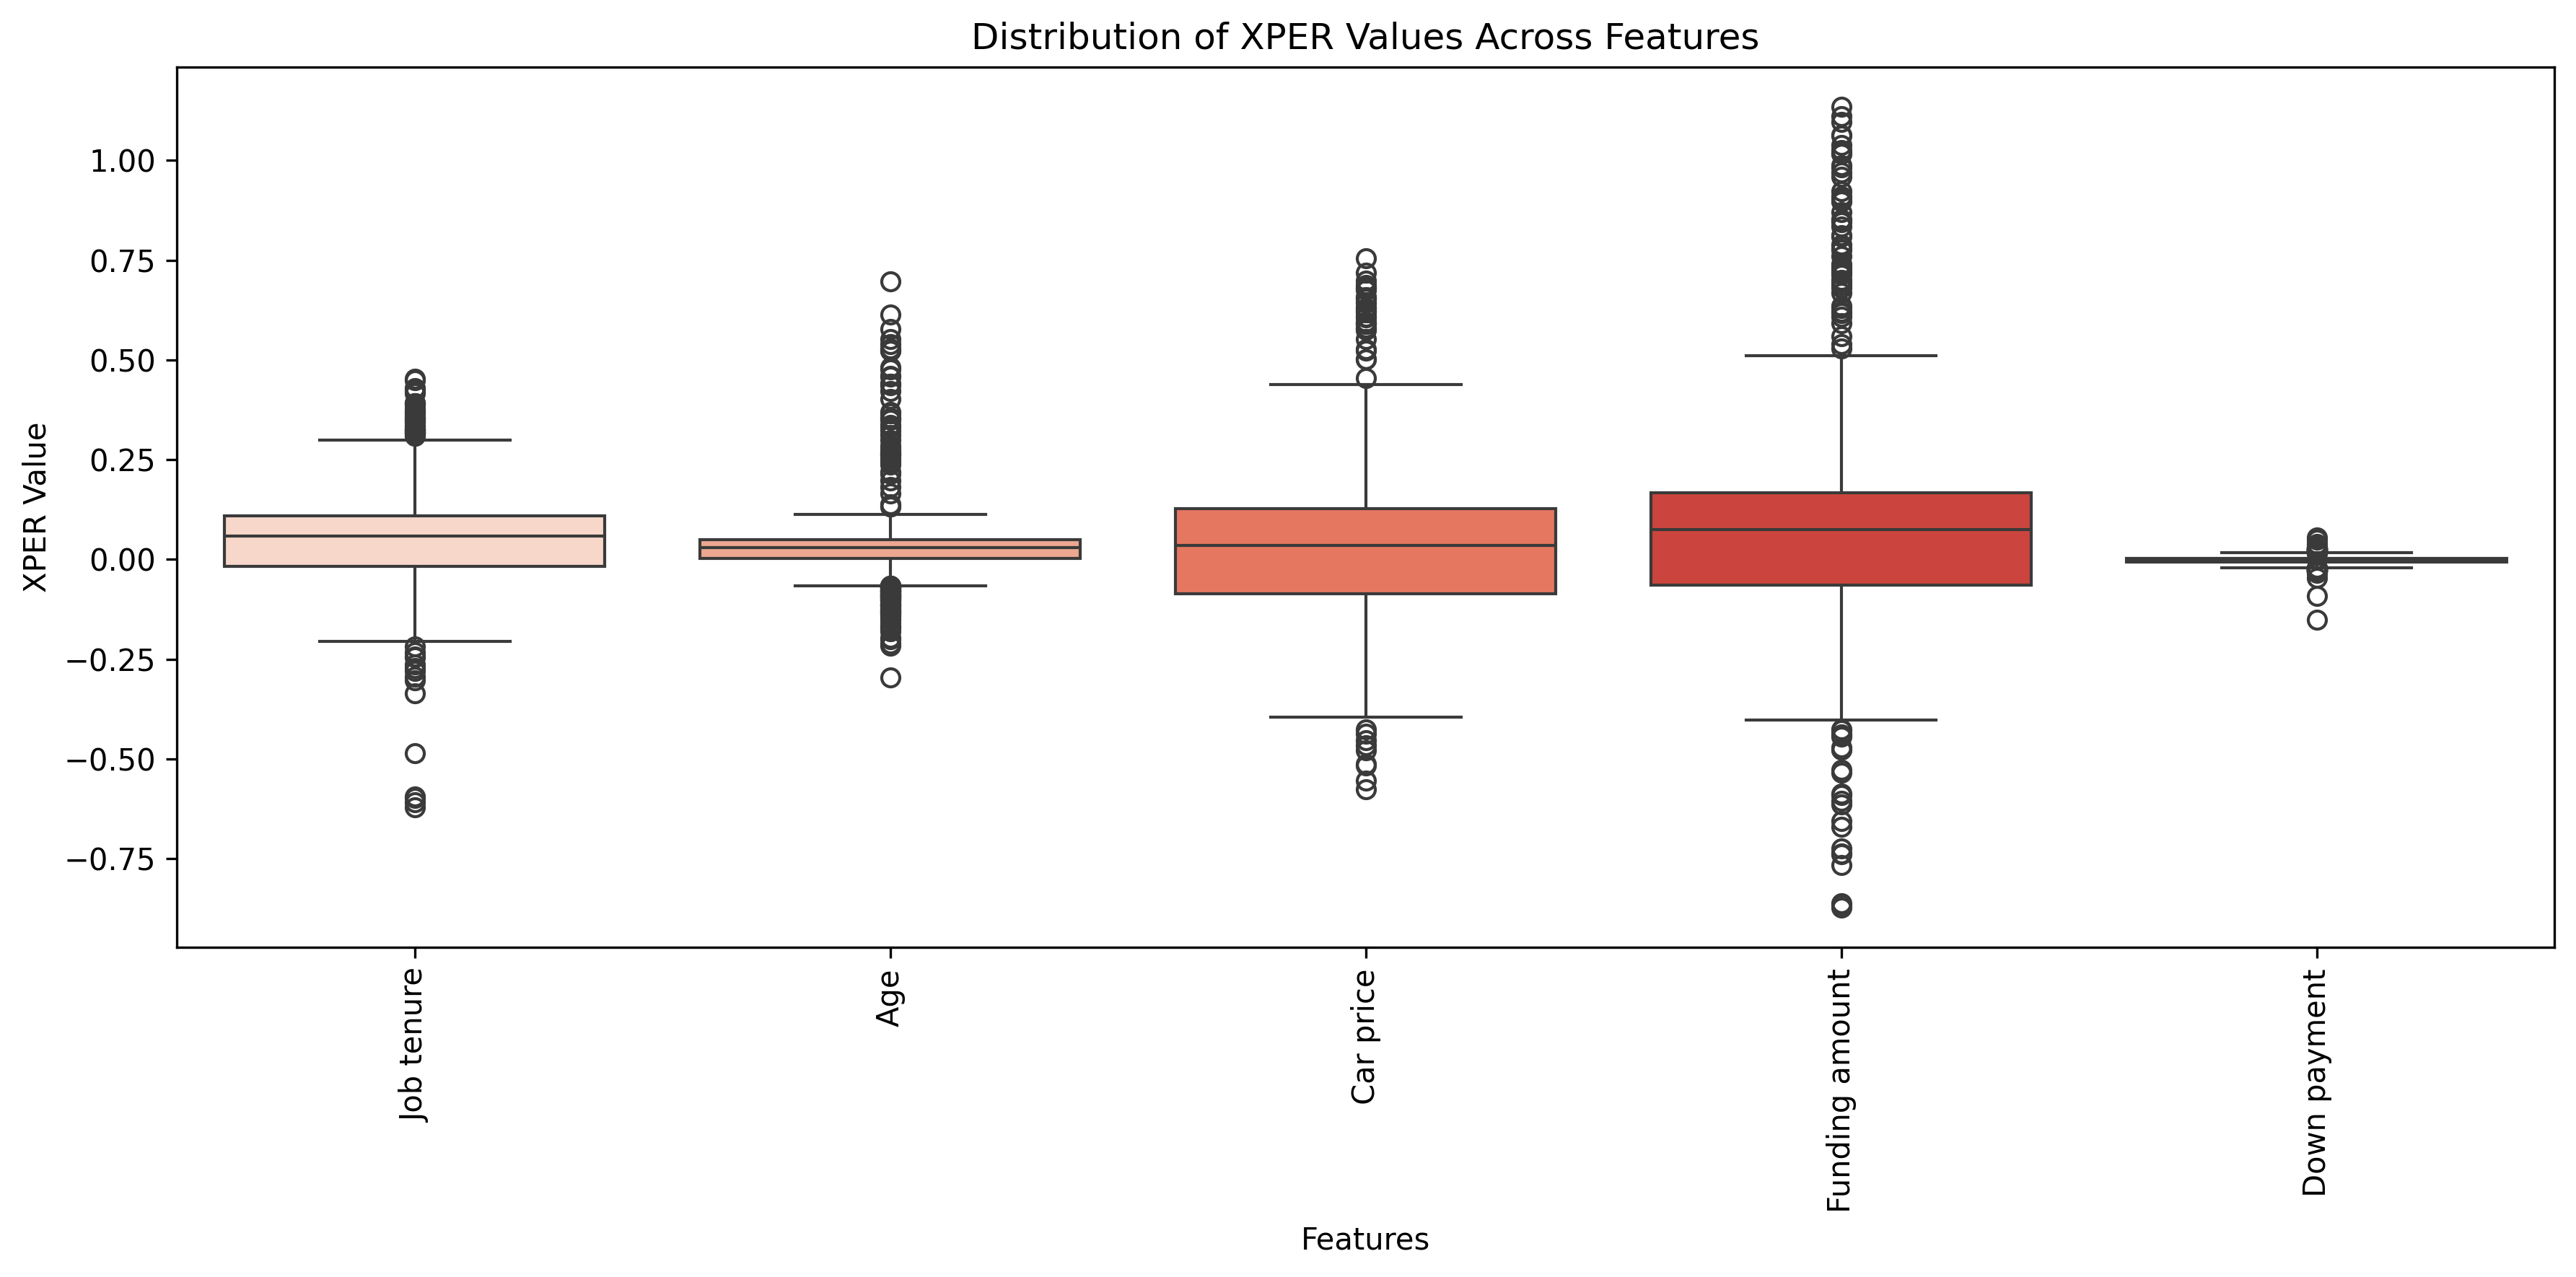 Distribution of XPER Values Across Features
XPER Value
1.00
0.75
0.50
0.25
0.00
−0.25
−0.50
−0.75
Job tenure
Age
Car price
Funding amount
Down payment
Features